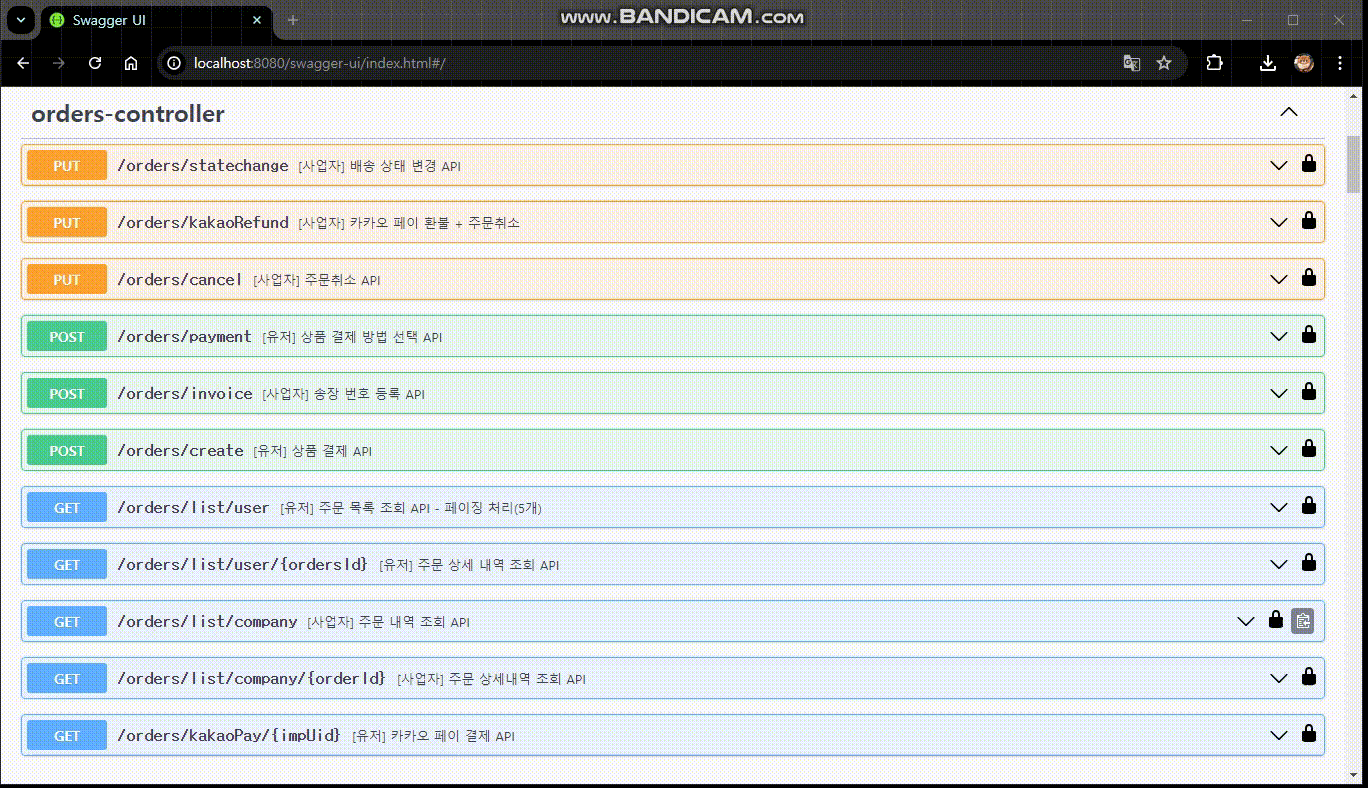 www.BANDICAM.com
Swagger UI
localhost:8080/swagger-ui/index.html#/
orders-controller
PUT /orders/statechange [사업자] 배송 상태 변경 API
PUT /orders/kakaoRefund [사업자] 카카오 페이 환불 + 주문취소
PUT /orders/cancel [사업자] 주문취소 API
POST /orders/payment [유저] 상품 결제 방법 선택 API
POST /orders/invoice [사업자] 송장 번호 등록 API
POST /orders/create [유저] 상품 결제 API
GET /orders/list/user [유저] 주문 목록 조회 API - 페이징 처리(5개)
GET /orders/list/user/{ordersId} [유저] 주문 상세 내역 조회 API
GET /orders/list/company [사업자] 주문 내역 조회 API
GET /orders/list/company/{orderId} [사업자] 주문 상세내역 조회 API
GET /orders/kakaoPay/{impUid} [유저] 카카오 페이 결제 API